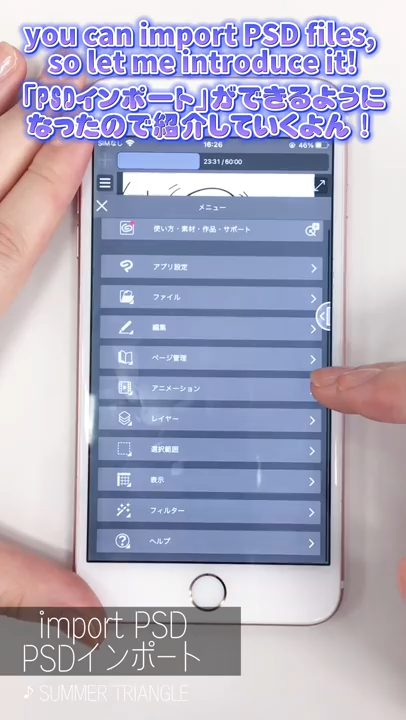 you can import PSD files,
so let me introduce it!
「PSDインポート」ができるように
なったので紹介していくよん！
SIMなし 16:26 46%
23:31 / 60:00
メニュー
使い方・素材・作品・サポート
アプリ設定
ファイル
編集
ページ管理
アニメーション
レイヤー
選択範囲
表示
フィルター
ヘルプ
import PSD
PSDインポート
♪ SUMMER TRIANGLE